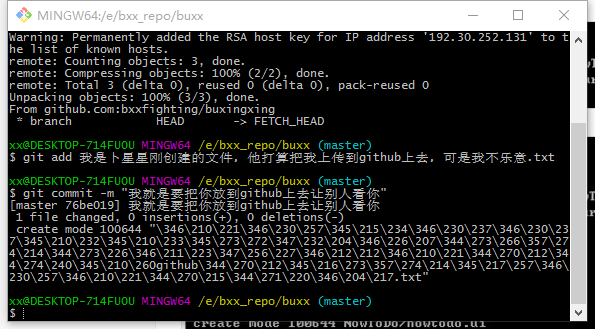 MINGW64:/e/bxx_repo/buxx
Warning: Permanently added the RSA host key for IP address '192.30.252.131' to t
he list of known hosts.
remote: Counting objects: 3, done.
remote: Compressing objects: 100% (2/2), done.
remote: Total 3 (delta 0), reused 0 (delta 0), pack-reused 0
Unpacking objects: 100% (3/3), done.
From github.com:bxxfighting/buxingxing
 * branch            HEAD       -> FETCH_HEAD
xx@DESKTOP-714FUOU MINGW64 /e/bxx_repo/buxx (master)
$ git add 我是卜星星刚创建的文件，他打算把我上传到github上去，可是我不乐意.txt
xx@DESKTOP-714FUOU MINGW64 /e/bxx_repo/buxx (master)
$ git commit -m "我就是要把你放到github上去让别人看你"
[master 76be019] 我就是要把你放到github上去让别人看你
 1 file changed, 0 insertions(+), 0 deletions(-)
 create mode 100644 "\346\210\221\346\230\257\345\215\234\346\230\237\346\230\23
7\345\210\232\345\210\233\345\273\272\347\232\204\346\226\207\344\273\266\357\27
4\214\344\273\226\346\211\223\347\256\227\346\212\212\346\210\221\344\270\212\34
4\274\240\345\210\260github\344\270\212\345\216\273\357\274\214\345\217\257\346\
230\257\346\210\221\344\270\215\344\271\220\346\204\217.txt"
xx@DESKTOP-714FUOU MINGW64 /e/bxx_repo/buxx (master)
$
create mode 100644 NowToDo/nowtodo.ui